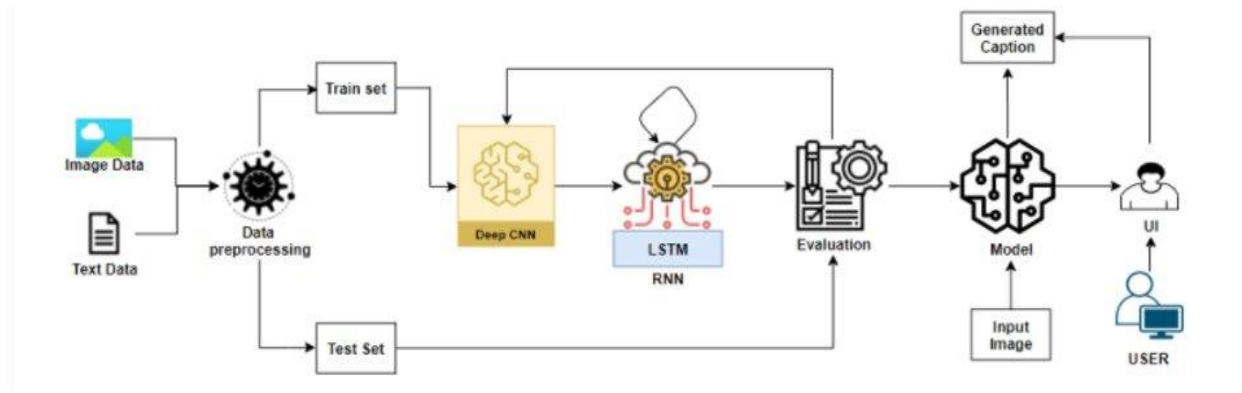 Generated
Caption
Train set
Image Data
Deep CNN
Data
preprocessing
Text Data
LSTM
RNN
Evaluation
Model
UI
Test Set
Input
Image
USER